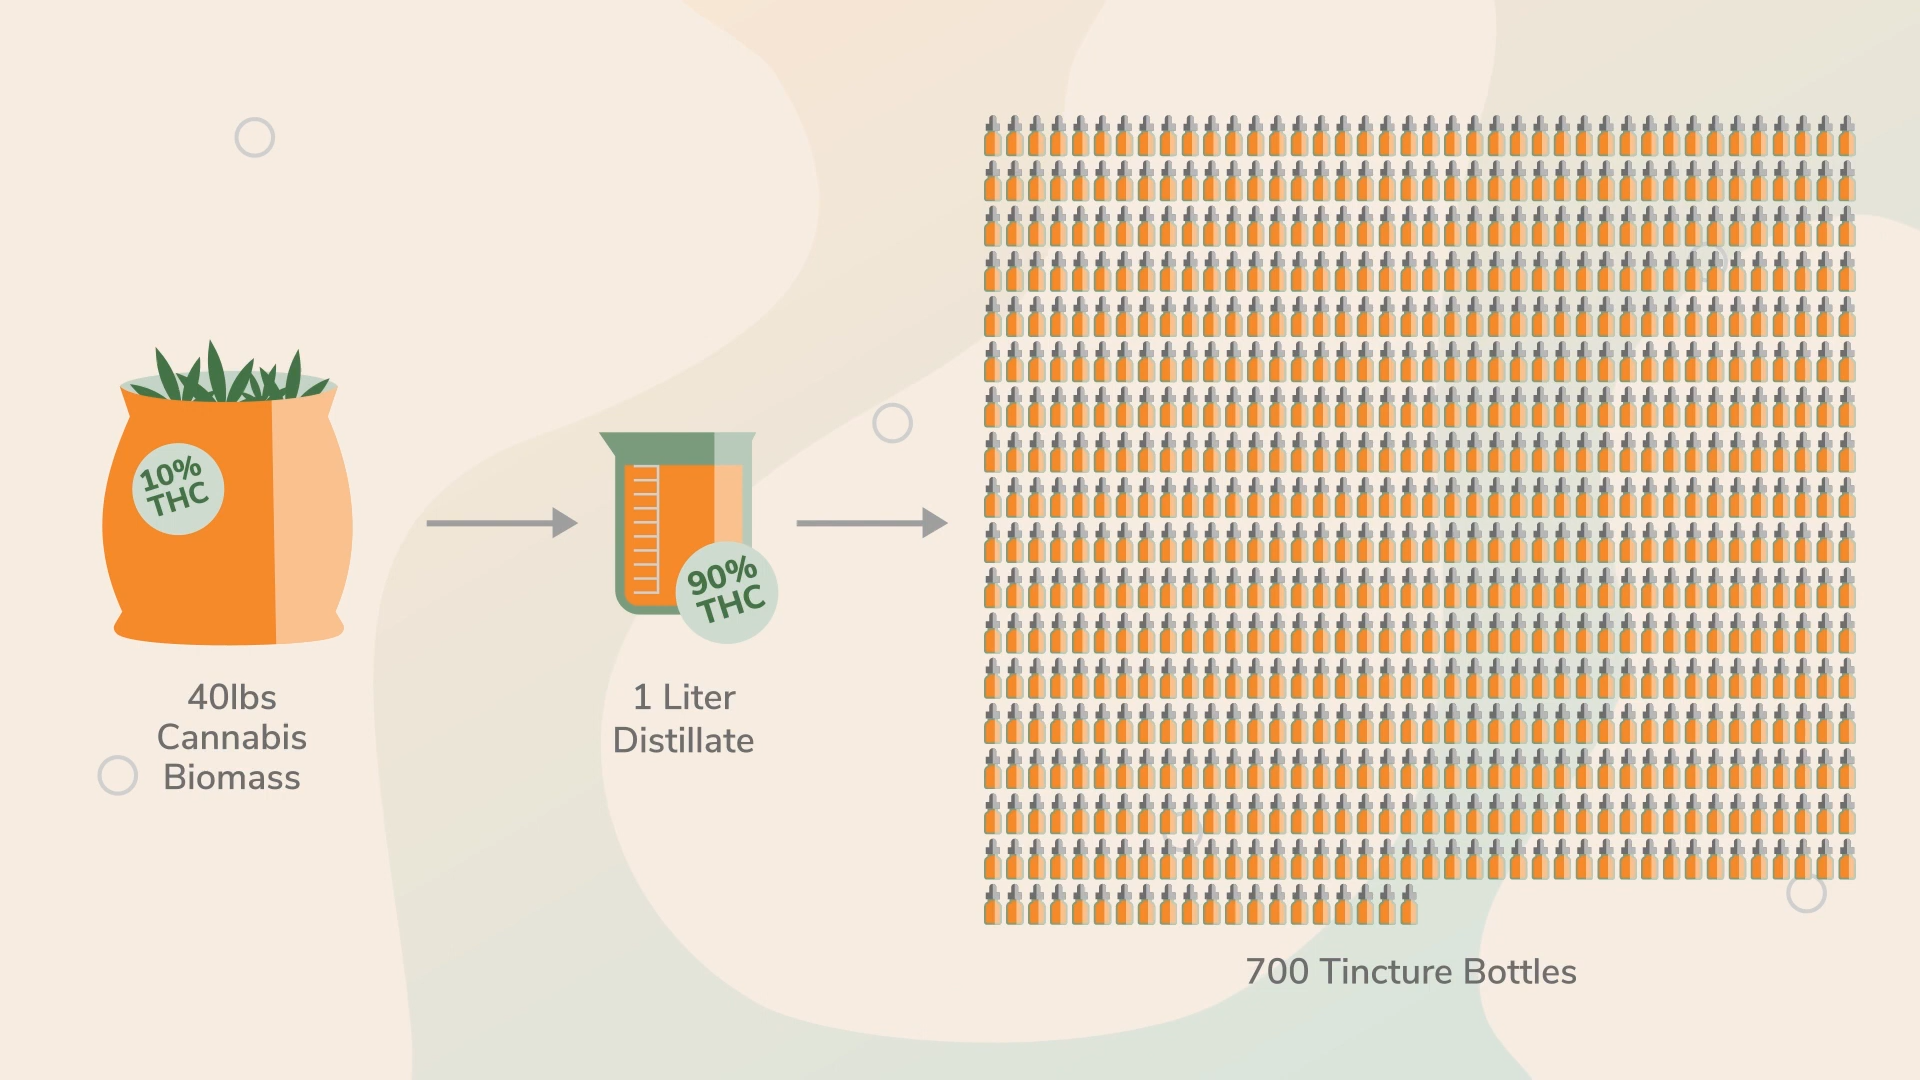 10%
THC
40lbs
Cannabis
Biomass
90%
THC
1 Liter
Distillate
700 Tincture Bottles